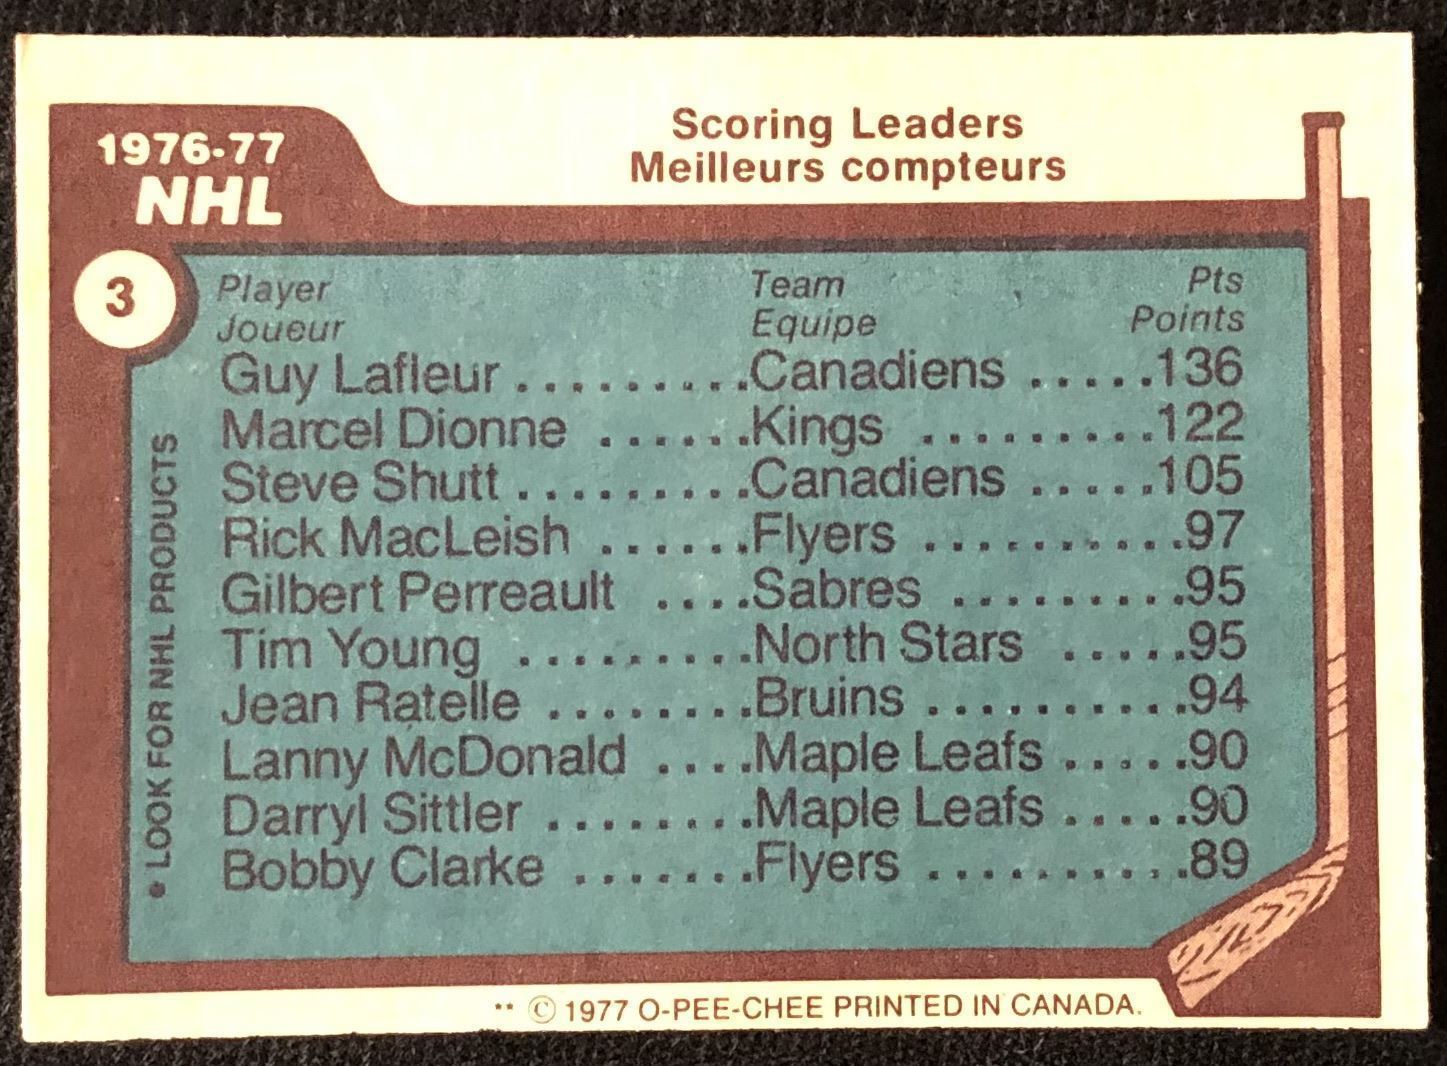 1976-77
NHL
Scoring Leaders
Meilleurs compteurs
3
Player Team Pts
Joueur Equipe Points
Guy Lafleur . . . . . . . . . .Canadiens . . . . . .136
Marcel Dionne . . . . . . .Kings . . . . . . . . . .122
Steve Shutt . . . . . . . . . .Canadiens . . . . . .105
Rick MacLeish . . . . . . .Flyers . . . . . . . . . . .97
Gilbert Perreault . . . .Sabres . . . . . . . . . .95
Tim Young . . . . . . . . . .North Stars . . . . . .95
Jean Ratelle . . . . . . . .Bruins . . . . . . . . . . .94
Lanny McDonald . . . .Maple Leafs . . . . . .90
Darryl Sittler . . . . . . . .Maple Leafs . . . . . .90
Bobby Clarke . . . . . . .Flyers . . . . . . . . . . .89
• LOOK FOR NHL PRODUCTS
** © 1977 O-PEE-CHEE PRINTED IN CANADA.